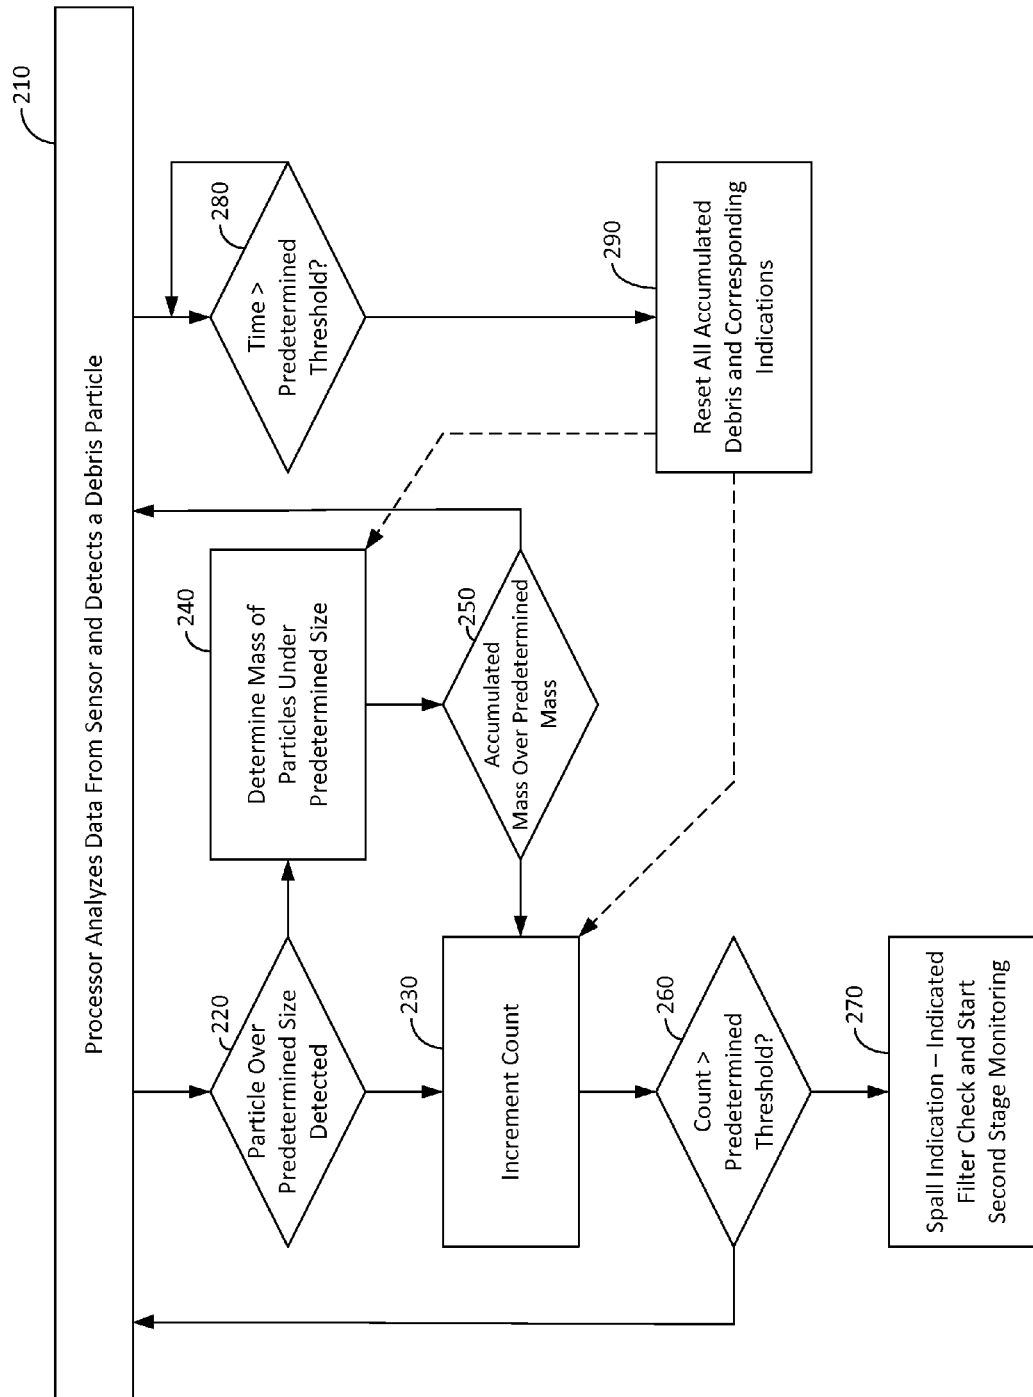 210
Processor Analyzes Data From Sensor and Detects a Debris Particle
220
Particle Over
Predetermined Size
Detected
240
Determine Mass of
Particles Under
Predetermined Size
280
Time >
Predetermined
Threshold?
230
Increment Count
250
Accumulated
Mass Over Predetermined
Mass
260
Count >
Predetermined
Threshold?
290
Reset All Accumulated
Debris and Corresponding
Indications
270
Spall Indication – Indicated
Filter Check and Start
Second Stage Monitoring